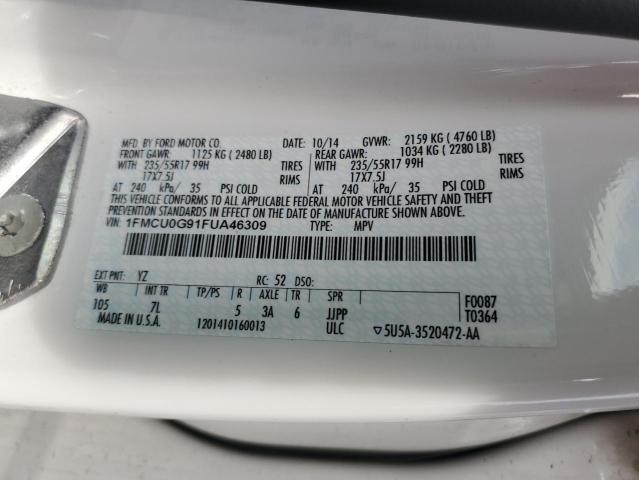 MFD. BY FORD MOTOR CO. DATE: 10/14 GVWR: 2159 KG ( 4760 LB)
FRONT GAWR: 1125 KG ( 2480 LB) REAR GAWR: 1034 KG ( 2280 LB)
WITH 235/55R17 99H TIRES WITH 235/55R17 99H TIRES
17X7.5J RIMS 17X7.5J RIMS
AT 240 kPa/ 35 PSI COLD AT 240 kPa/ 35 PSI COLD
THIS VEHICLE CONFORMS TO ALL APPLICABLE FEDERAL MOTOR VEHICLE SAFETY AND THEFT
PREVENTION STANDARDS IN EFFECT ON THE DATE OF MANUFACTURE SHOWN ABOVE.
VIN: 1FMCU0G91FUA46309 TYPE: MPV
EXT PNT: YZ RC: 52 DSO:
WB INT TR TP/PS R AXLE TR SPR F0087
105 7L 5 3A 6 JJPP T0364
MADE IN U.S.A. 1201410160013 ULC ▽5U5A-3520472-AA